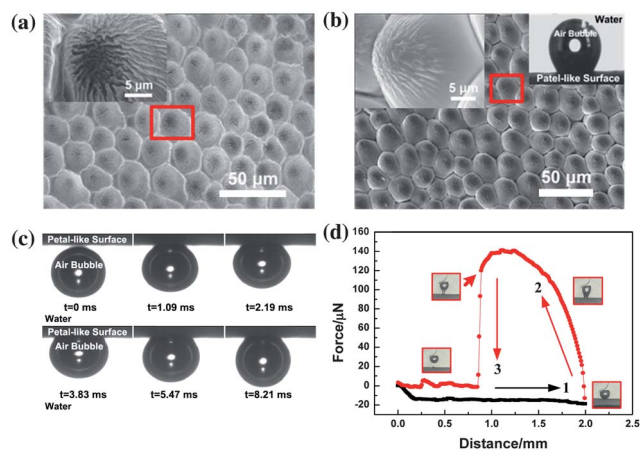 (a)
5 µm
50 µm
(b)
5 µm
Water
Air Bubble
Patel-like Surface
50 µm
(c)
Petal-like Surface
Air Bubble
t=0 ms
t=1.09 ms
t=2.19 ms
Water
Petal-like Surface
Air Bubble
t=3.83 ms
t=5.47 ms
t=8.21 ms
Water
(d)
160
140
120
100
80
60
40
20
0
-20
Force/µN
2
3
1
0.0
0.5
1.0
1.5
2.0
2.5
Distance/mm